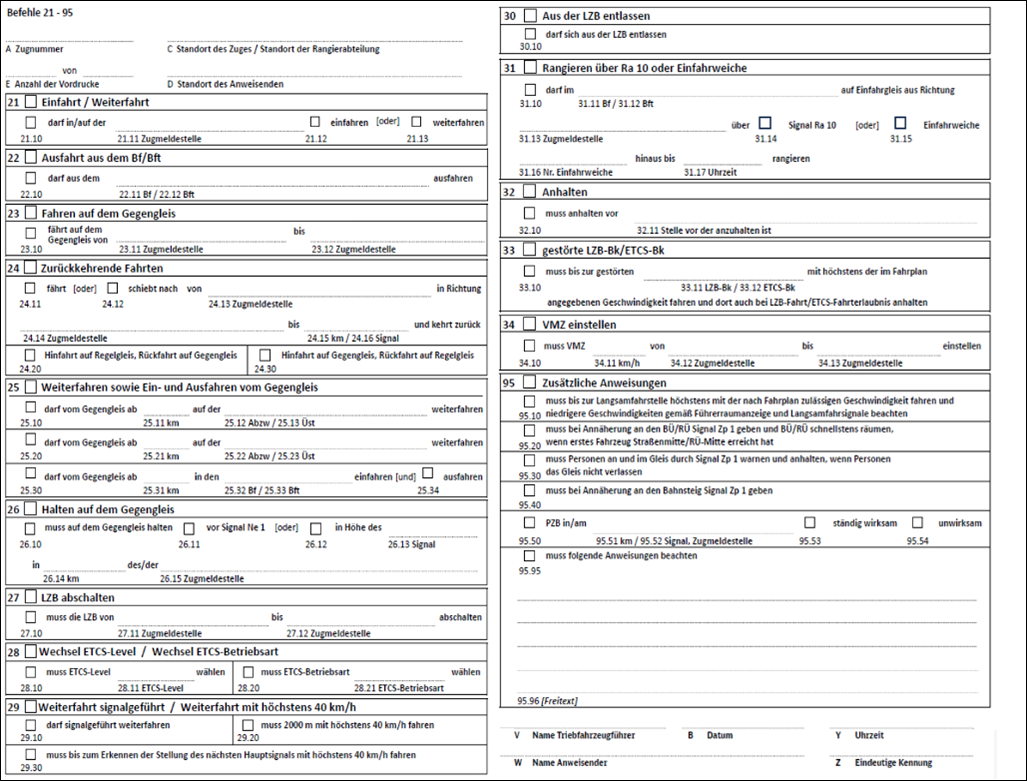 Befehle 21 - 95
A Zugnummer
C Standort des Zuges / Standort der Rangierabteilung
von
E Anzahl der Vordrucke
D Standort des Anweisenden
21 Einfahrt / Weiterfahrt
darf in/auf der einfahren [oder] weiterfahren
21.10 21.11 Zugmeldestelle 21.12 21.13
22 Ausfahrt aus dem Bf/Bft
darf aus dem ausfahren
22.10 22.11 Bf / 22.12 Bft
23 Fahren auf dem Gegengleis
fährt auf dem
Gegengleis von bis
23.10 23.11 Zugmeldestelle 23.12 Zugmeldestelle
24 Zurückkehrende Fahrten
fährt [oder] schiebt nach von in Richtung
24.11 24.12 24.13 Zugmeldestelle
bis und kehrt zurück
24.14 Zugmeldestelle 24.15 km / 24.16 Signal
Hinfahrt auf Regelgleis, Rückfahrt auf Gegengleis
24.20
Hinfahrt auf Gegengleis, Rückfahrt auf Regelgleis
24.30
25 Weiterfahren sowie Ein- und Ausfahren vom Gegengleis
darf vom Gegengleis ab auf der weiterfahren
25.10 25.11 km 25.12 Abzw / 25.13 Üst
darf vom Gegengleis ab auf der weiterfahren
25.20 25.21 km 25.22 Abzw / 25.23 Üst
darf vom Gegengleis ab in den einfahren [und] ausfahren
25.30 25.31 km 25.32 Bf / 25.33 Bft 25.34
26 Halten auf dem Gegengleis
muss auf dem Gegengleis halten vor Signal Ne 1 [oder] in Höhe des
26.10 26.11 26.12 26.13 Signal
in des/der
26.14 km 26.15 Zugmeldestelle
27 LZB abschalten
muss die LZB von bis abschalten
27.10 27.11 Zugmeldestelle 27.12 Zugmeldestelle
28 Wechsel ETCS-Level / Wechsel ETCS-Betriebsart
muss ETCS-Level wählen
28.10 28.11 ETCS-Level
muss ETCS-Betriebsart wählen
28.20 28.21 ETCS-Betriebsart
29 Weiterfahrt signalgeführt / Weiterfahrt mit höchstens 40 km/h
darf signalgeführt weiterfahren
29.10
muss 2000 m mit höchstens 40 km/h fahren
29.20
muss bis zum Erkennen der Stellung des nächsten Hauptsignals mit höchstens 40 km/h fahren
29.30
30 Aus der LZB entlassen
darf sich aus der LZB entlassen
30.10
31 Rangieren über Ra 10 oder Einfahrweiche
darf im auf Einfahrgleis aus Richtung
31.10 31.11 Bf / 31.12 Bft
über Signal Ra 10 [oder] Einfahrweiche
31.13 Zugmeldestelle 31.14 31.15
hinaus bis rangieren
31.16 Nr. Einfahrweiche 31.17 Uhrzeit
32 Anhalten
muss anhalten vor
32.10 32.11 Stelle vor der anzuhalten ist
33 gestörte LZB-Bk/ETCS-Bk
muss bis zur gestörten mit höchstens der im Fahrplan
33.10 33.11 LZB-Bk / 33.12 ETCS-Bk
angegebenen Geschwindigkeit fahren und dort auch bei LZB-Fahrt/ETCS-Fahrterlaubnis anhalten
34 VMZ einstellen
muss VMZ von bis einstellen
34.10 34.11 km/h 34.12 Zugmeldestelle 34.13 Zugmeldestelle
95 Zusätzliche Anweisungen
muss bis zur Langsamfahrstelle höchstens mit der nach Fahrplan zulässigen Geschwindigkeit fahren und
95.10 niedrigere Geschwindigkeiten gemäß Führerraumanzeige und Langsamfahrsignale beachten
muss bei Annäherung an den BÜ/RÜ Signal Zp 1 geben und BÜ/RÜ schnellstens räumen,
95.20 wenn erstes Fahrzeug Straßenmitte/RÜ-Mitte erreicht hat
muss Personen an und im Gleis durch Signal Zp 1 warnen und anhalten, wenn Personen
95.30 das Gleis nicht verlassen
muss bei Annäherung an den Bahnsteig Signal Zp 1 geben
95.40
PZB in/am ständig wirksam unwirksam
95.50 95.51 km / 95.52 Signal, Zugmeldestelle 95.53 95.54
muss folgende Anweisungen beachten
95.95
95.96 [Freitext]
V Name Triebfahrzeugführer B Datum Y Uhrzeit
W Name Anweisender Z Eindeutige Kennung